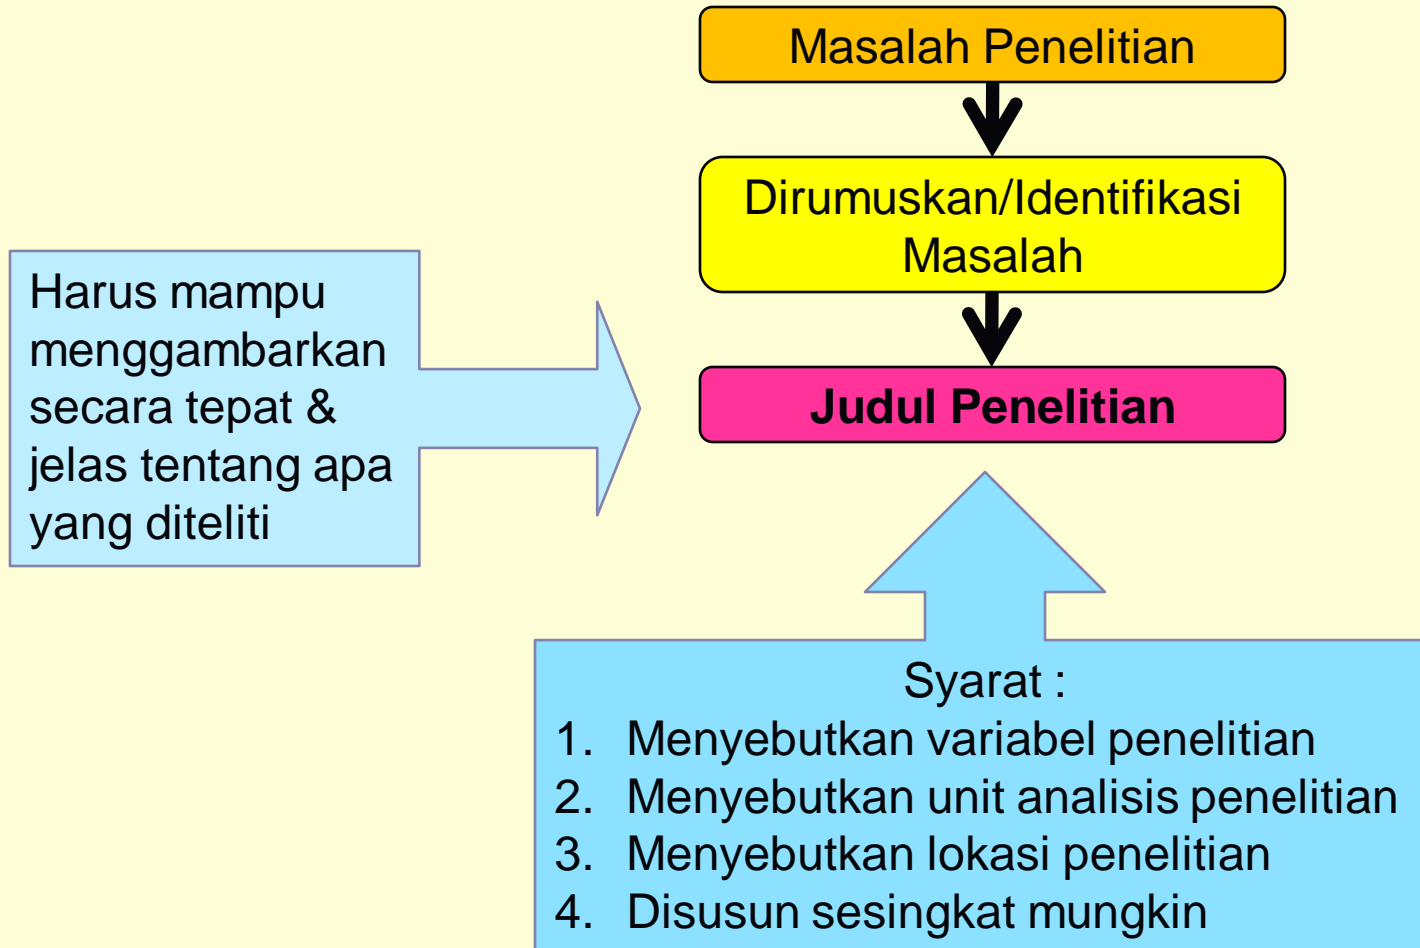 Masalah Penelitian
Dirumuskan/Identifikasi
Masalah
Harus mampu
menggambarkan
secara tepat &
jelas tentang apa
yang diteliti
Judul Penelitian
Syarat :
1. Menyebutkan variabel penelitian
2. Menyebutkan unit analisis penelitian
3. Menyebutkan lokasi penelitian
4. Disusun sesingkat mungkin